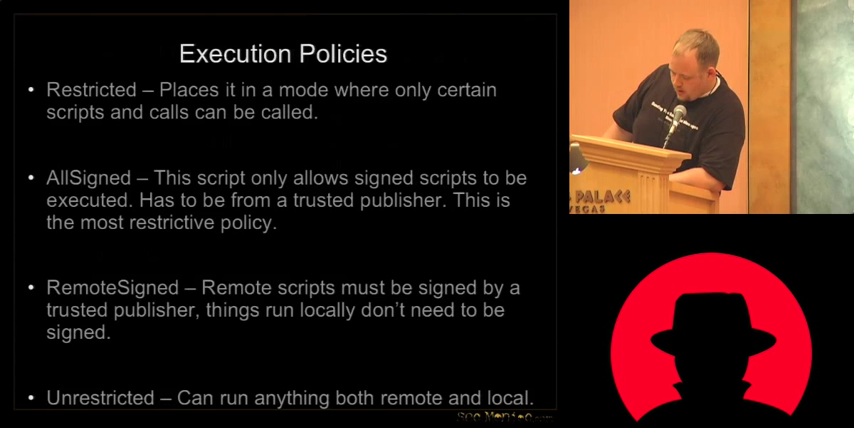 Execution Policies
• Restricted – Places it in a mode where only certain
scripts and calls can be called.
• AllSigned – This script only allows signed scripts to be
executed. Has to be from a trusted publisher. This is
the most restrictive policy.
• RemoteSigned – Remote scripts must be signed by a
trusted publisher, things run locally don't need to be
signed.
• Unrestricted – Can run anything both remote and local.
PALACE
VEGAS